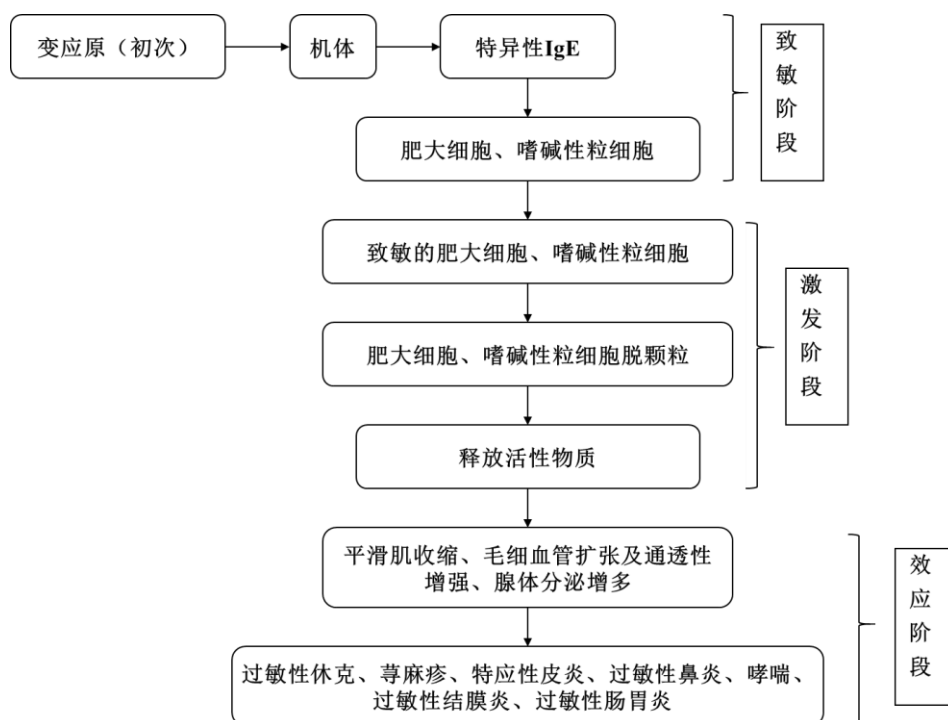 变应原（初次）
机体
特异性IgE
致敏阶段
肥大细胞、嗜碱性粒细胞
致敏的肥大细胞、嗜碱性粒细胞
激发阶段
肥大细胞、嗜碱性粒细胞脱颗粒
释放活性物质
平滑肌收缩、毛细血管扩张及通透性
增强、腺体分泌增多
效应阶段
过敏性休克、荨麻疹、特应性皮炎、过敏性鼻炎、哮喘、
过敏性结膜炎、过敏性肠胃炎